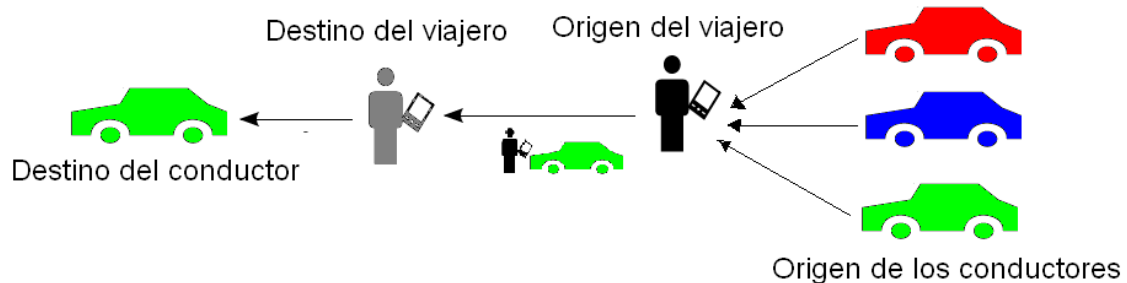 Destino del viajero
Origen del viajero
Destino del conductor
Origen de los conductores